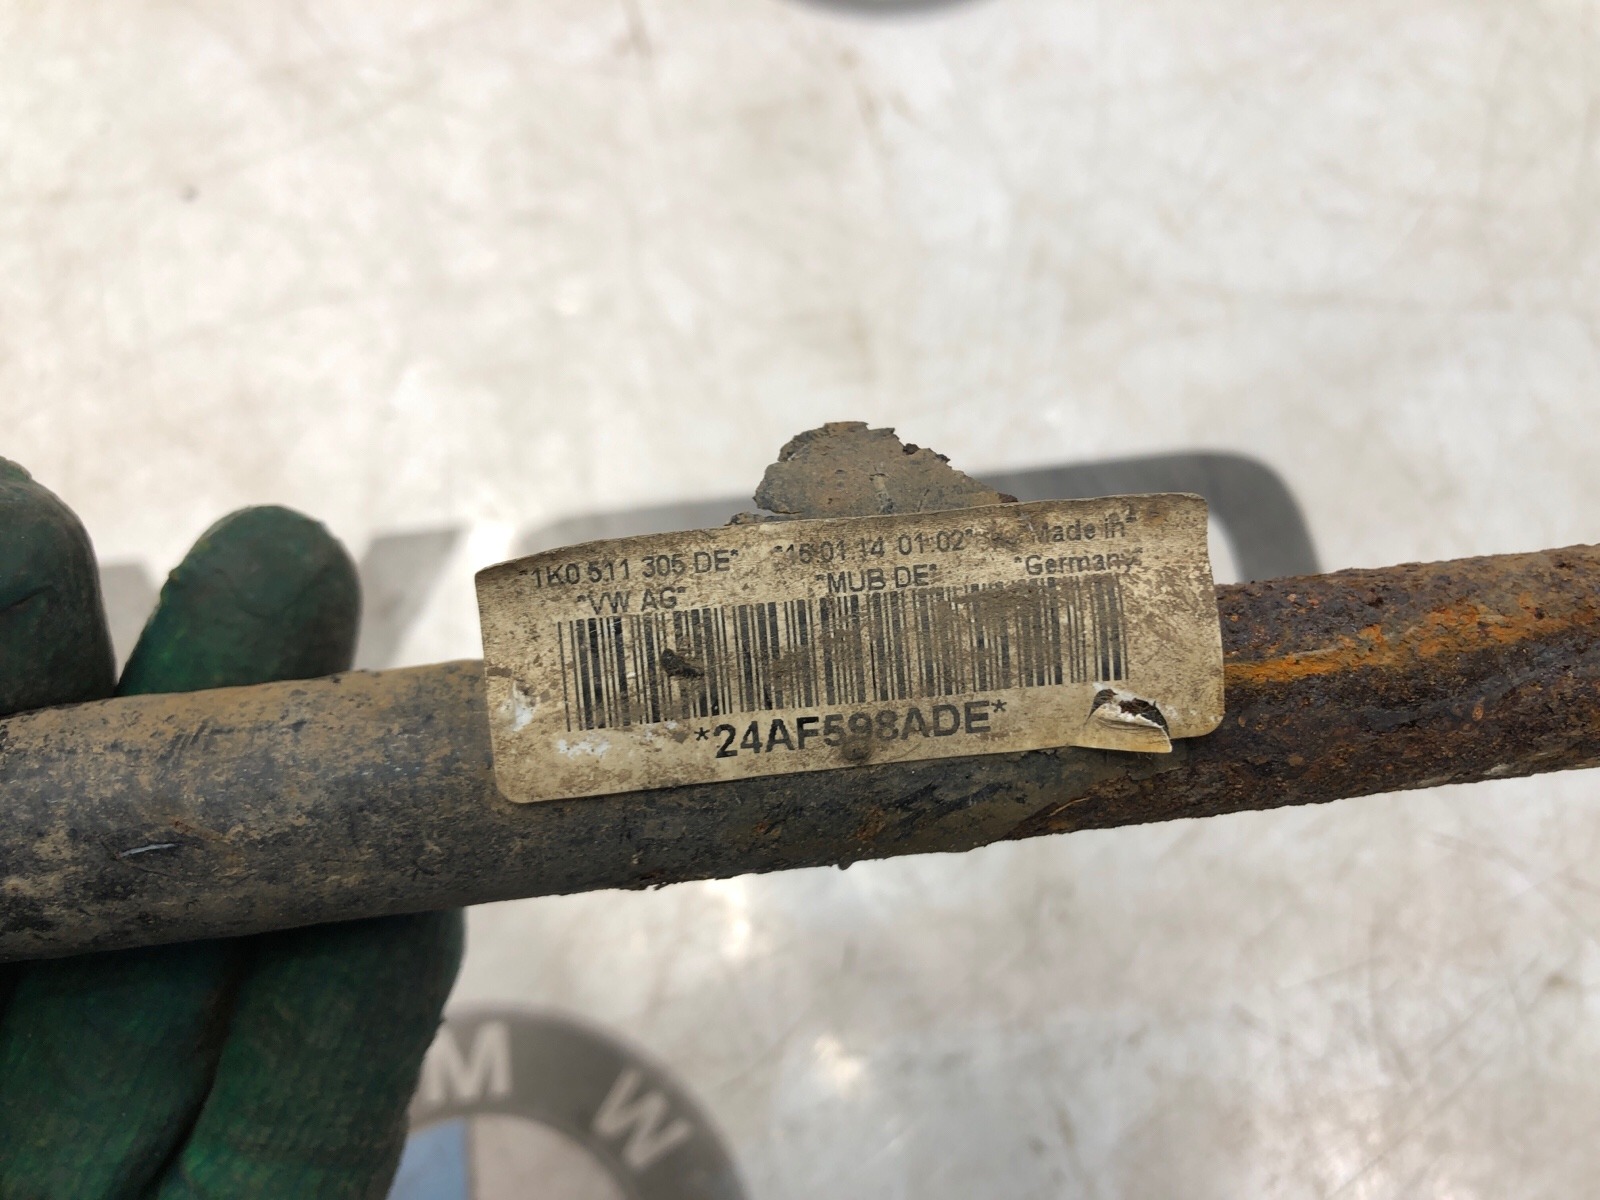 *1K0 511 305 DE* *15.01.14 01:02* *Made in*
*VW AG* *MUB DE* *Germany*
*24AF598ADE*
M W